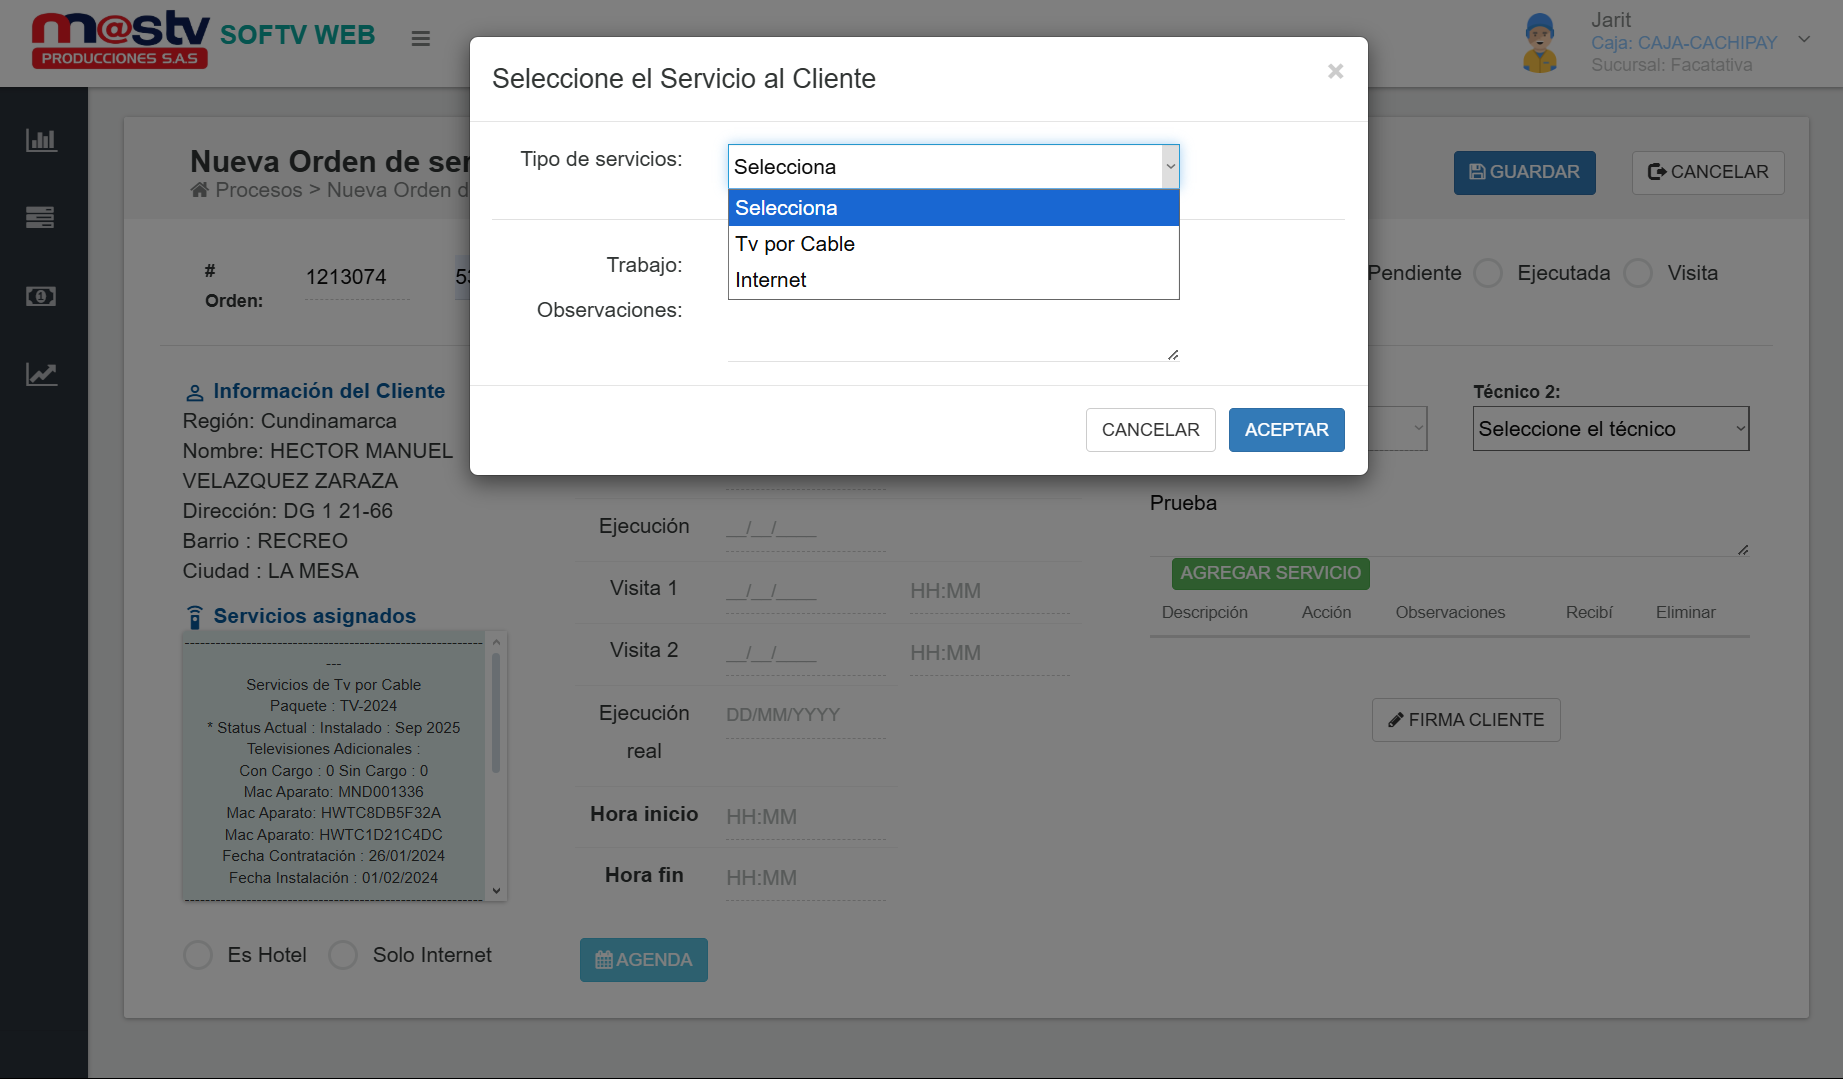 m@stv
PRODUCCIONES S.A.S
SOFTV WEB
Jarit
Caja: CAJA-CACHIPAY
Sucursal: Facatativa
Seleccione el Servicio al Cliente
×
Tipo de servicios:
Selecciona
Selecciona
Tv por Cable
Internet
Trabajo:
Observaciones:
CANCELAR
ACEPTAR
Nueva Orden de ser
Procesos > Nueva Orden d
GUARDAR
CANCELAR
# Orden:
1213074
Pendiente
Ejecutada
Visita
Información del Cliente
Región: Cundinamarca
Nombre: HECTOR MANUEL
VELAZQUEZ ZARAZA
Dirección: DG 1 21-66
Barrio : RECREO
Ciudad : LA MESA
Servicios asignados
---
Servicios de Tv por Cable
Paquete : TV-2024
* Status Actual : Instalado : Sep 2025
Televisiones Adicionales :
Con Cargo : 0 Sin Cargo : 0
Mac Aparato: MND001336
Mac Aparato: HWTC8DB5F32A
Mac Aparato: HWTC1D21C4DC
Fecha Contratación : 26/01/2024
Fecha Instalación : 01/02/2024
Es Hotel
Solo Internet
Ejecución
__/__/____
Visita 1
__/__/____
HH:MM
Visita 2
__/__/____
HH:MM
Ejecución
real
DD/MM/YYYY
Hora inicio
HH:MM
Hora fin
HH:MM
AGENDA
Técnico 2:
Seleccione el técnico
Prueba
AGREGAR SERVICIO
Descripción
Acción
Observaciones
Recibí
Eliminar
FIRMA CLIENTE